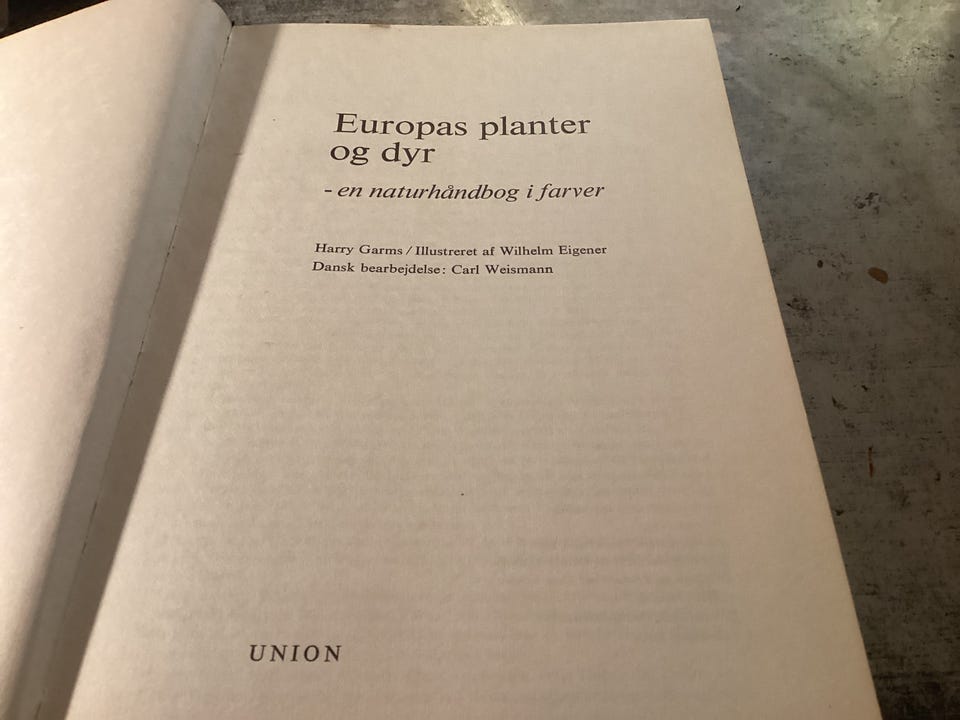 Europas planter
og dyr
- en naturhåndbog i farver
Harry Garms / Illustreret af Wilhelm Eigener
Dansk bearbejdelse: Carl Weismann
UNION